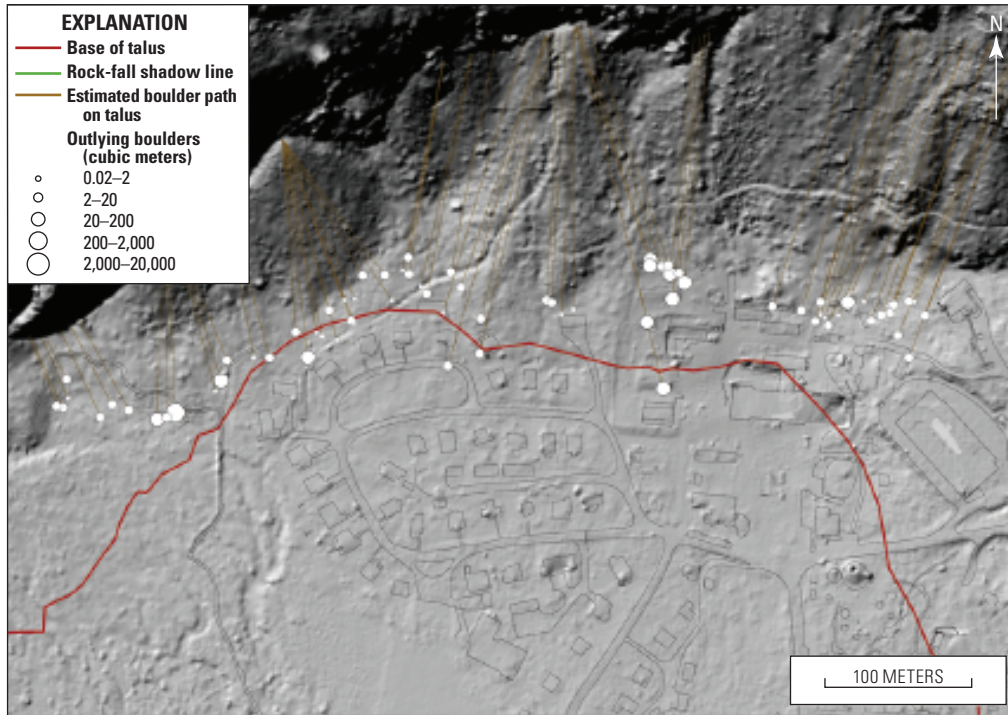 EXPLANATION
Base of talus
Rock-fall shadow line
Estimated boulder path
on talus
Outlying boulders
(cubic meters)
0.02–2
2–20
20–200
200–2,000
2,000–20,000
N
100 METERS